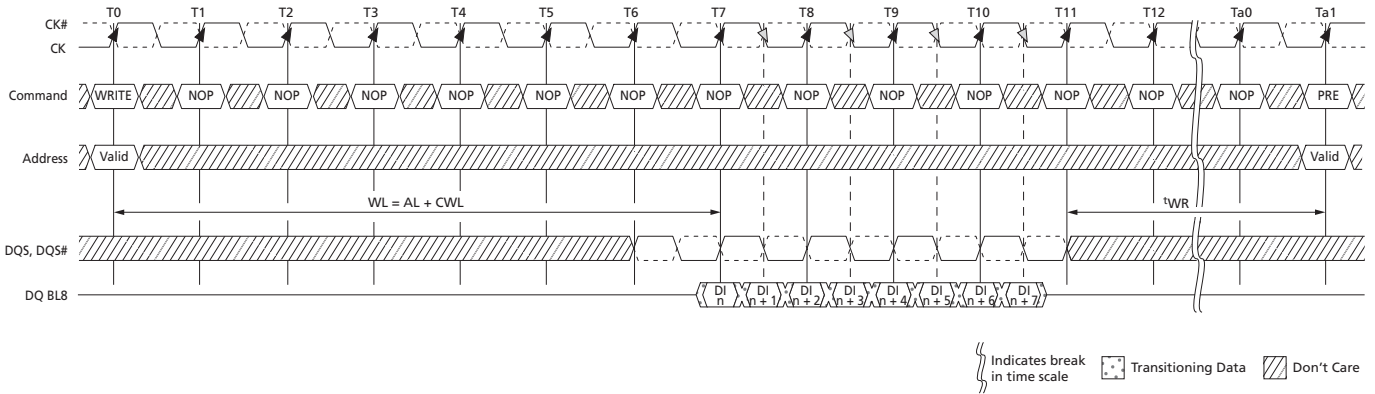 T0 T1 T2 T3 T4 T5 T6 T7 T8 T9 T10 T11 T12 Ta0 Ta1
CK#
CK
Command WRITE NOP NOP NOP NOP NOP NOP NOP NOP NOP NOP NOP NOP NOP PRE
Address Valid Valid
WL = AL + CWL tWR
DQS, DQS#
DQ BL8 DI n DI n + 1 DI n + 2 DI n + 3 DI n + 4 DI n + 5 DI n + 6 DI n + 7
Indicates break
in time scale
Transitioning Data
Don't Care